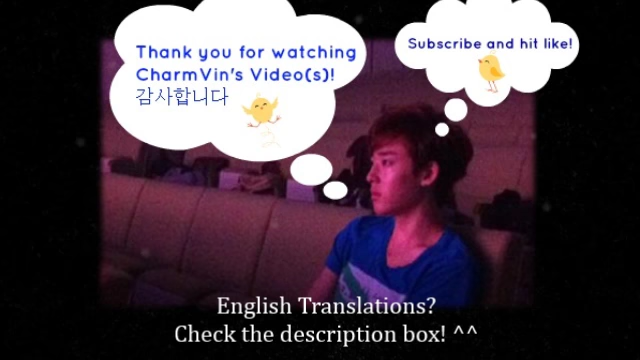 Thank you for watching
CharmVin's Video(s)!
감사합니다
Subscribe and hit like!
English Translations?
Check the description box! ^^